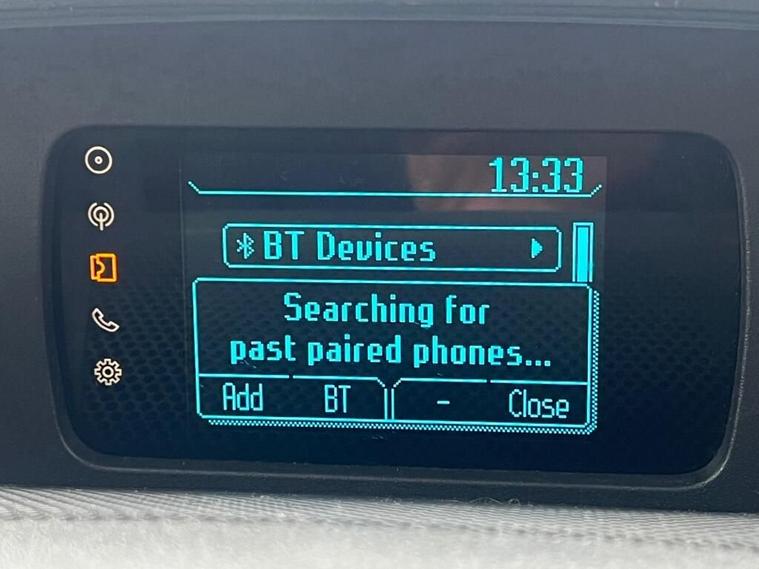 13:33
BT Devices
Searching for
past paired phones...
Add BT - Close